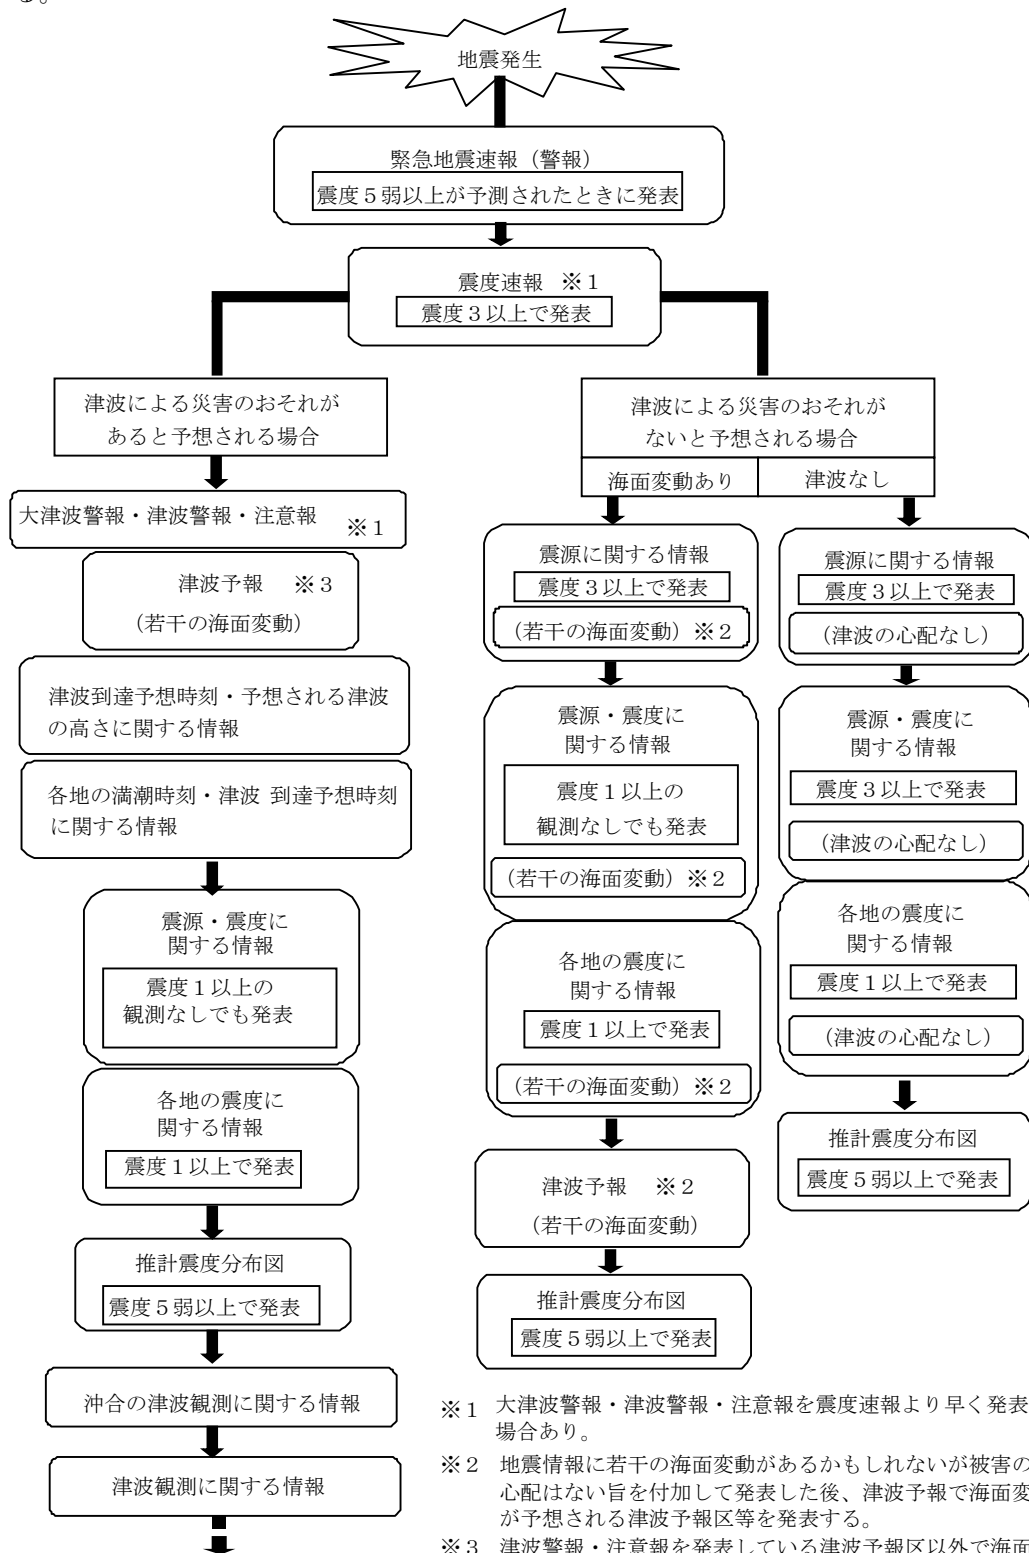 る。
地震発生
緊急地震速報（警報）
震度５弱以上が予測されたときに発表
震度速報　※１
震度３以上で発表
津波による災害のおそれが
あると予想される場合
大津波警報・津波警報・注意報　※１
津波予報　※３
（若干の海面変動）
津波到達予想時刻・予想される津波
の高さに関する情報
各地の満潮時刻・津波 到達予想時刻
に関する情報
震源・震度に
関する情報
震度１以上の
観測なしでも発表
各地の震度に
関する情報
震度１以上で発表
推計震度分布図
震度５弱以上で発表
沖合の津波観測に関する情報
津波観測に関する情報
津波による災害のおそれが
ないと予想される場合
海面変動あり
震源に関する情報
震度３以上で発表
（若干の海面変動）※２
震源・震度に
関する情報
震度１以上の
観測なしでも発表
（若干の海面変動）※２
各地の震度に
関する情報
震度１以上で発表
（若干の海面変動）※２
津波予報　※２
（若干の海面変動）
推計震度分布図
震度５弱以上で発表
津波なし
震源に関する情報
震度３以上で発表
（津波の心配なし）
震源・震度に
関する情報
震度３以上で発表
（津波の心配なし）
各地の震度に
関する情報
震度１以上で発表
（津波の心配なし）
推計震度分布図
震度５弱以上で発表
※１　大津波警報・津波警報・注意報を震度速報より早く発表
場合あり。
※２　地震情報に若干の海面変動があるかもしれないが被害の
心配はない旨を付加して発表した後、津波予報で海面変
が予想される津波予報区等を発表する。
※３　津波警報・注意報を発表している津波予報区以外で海面